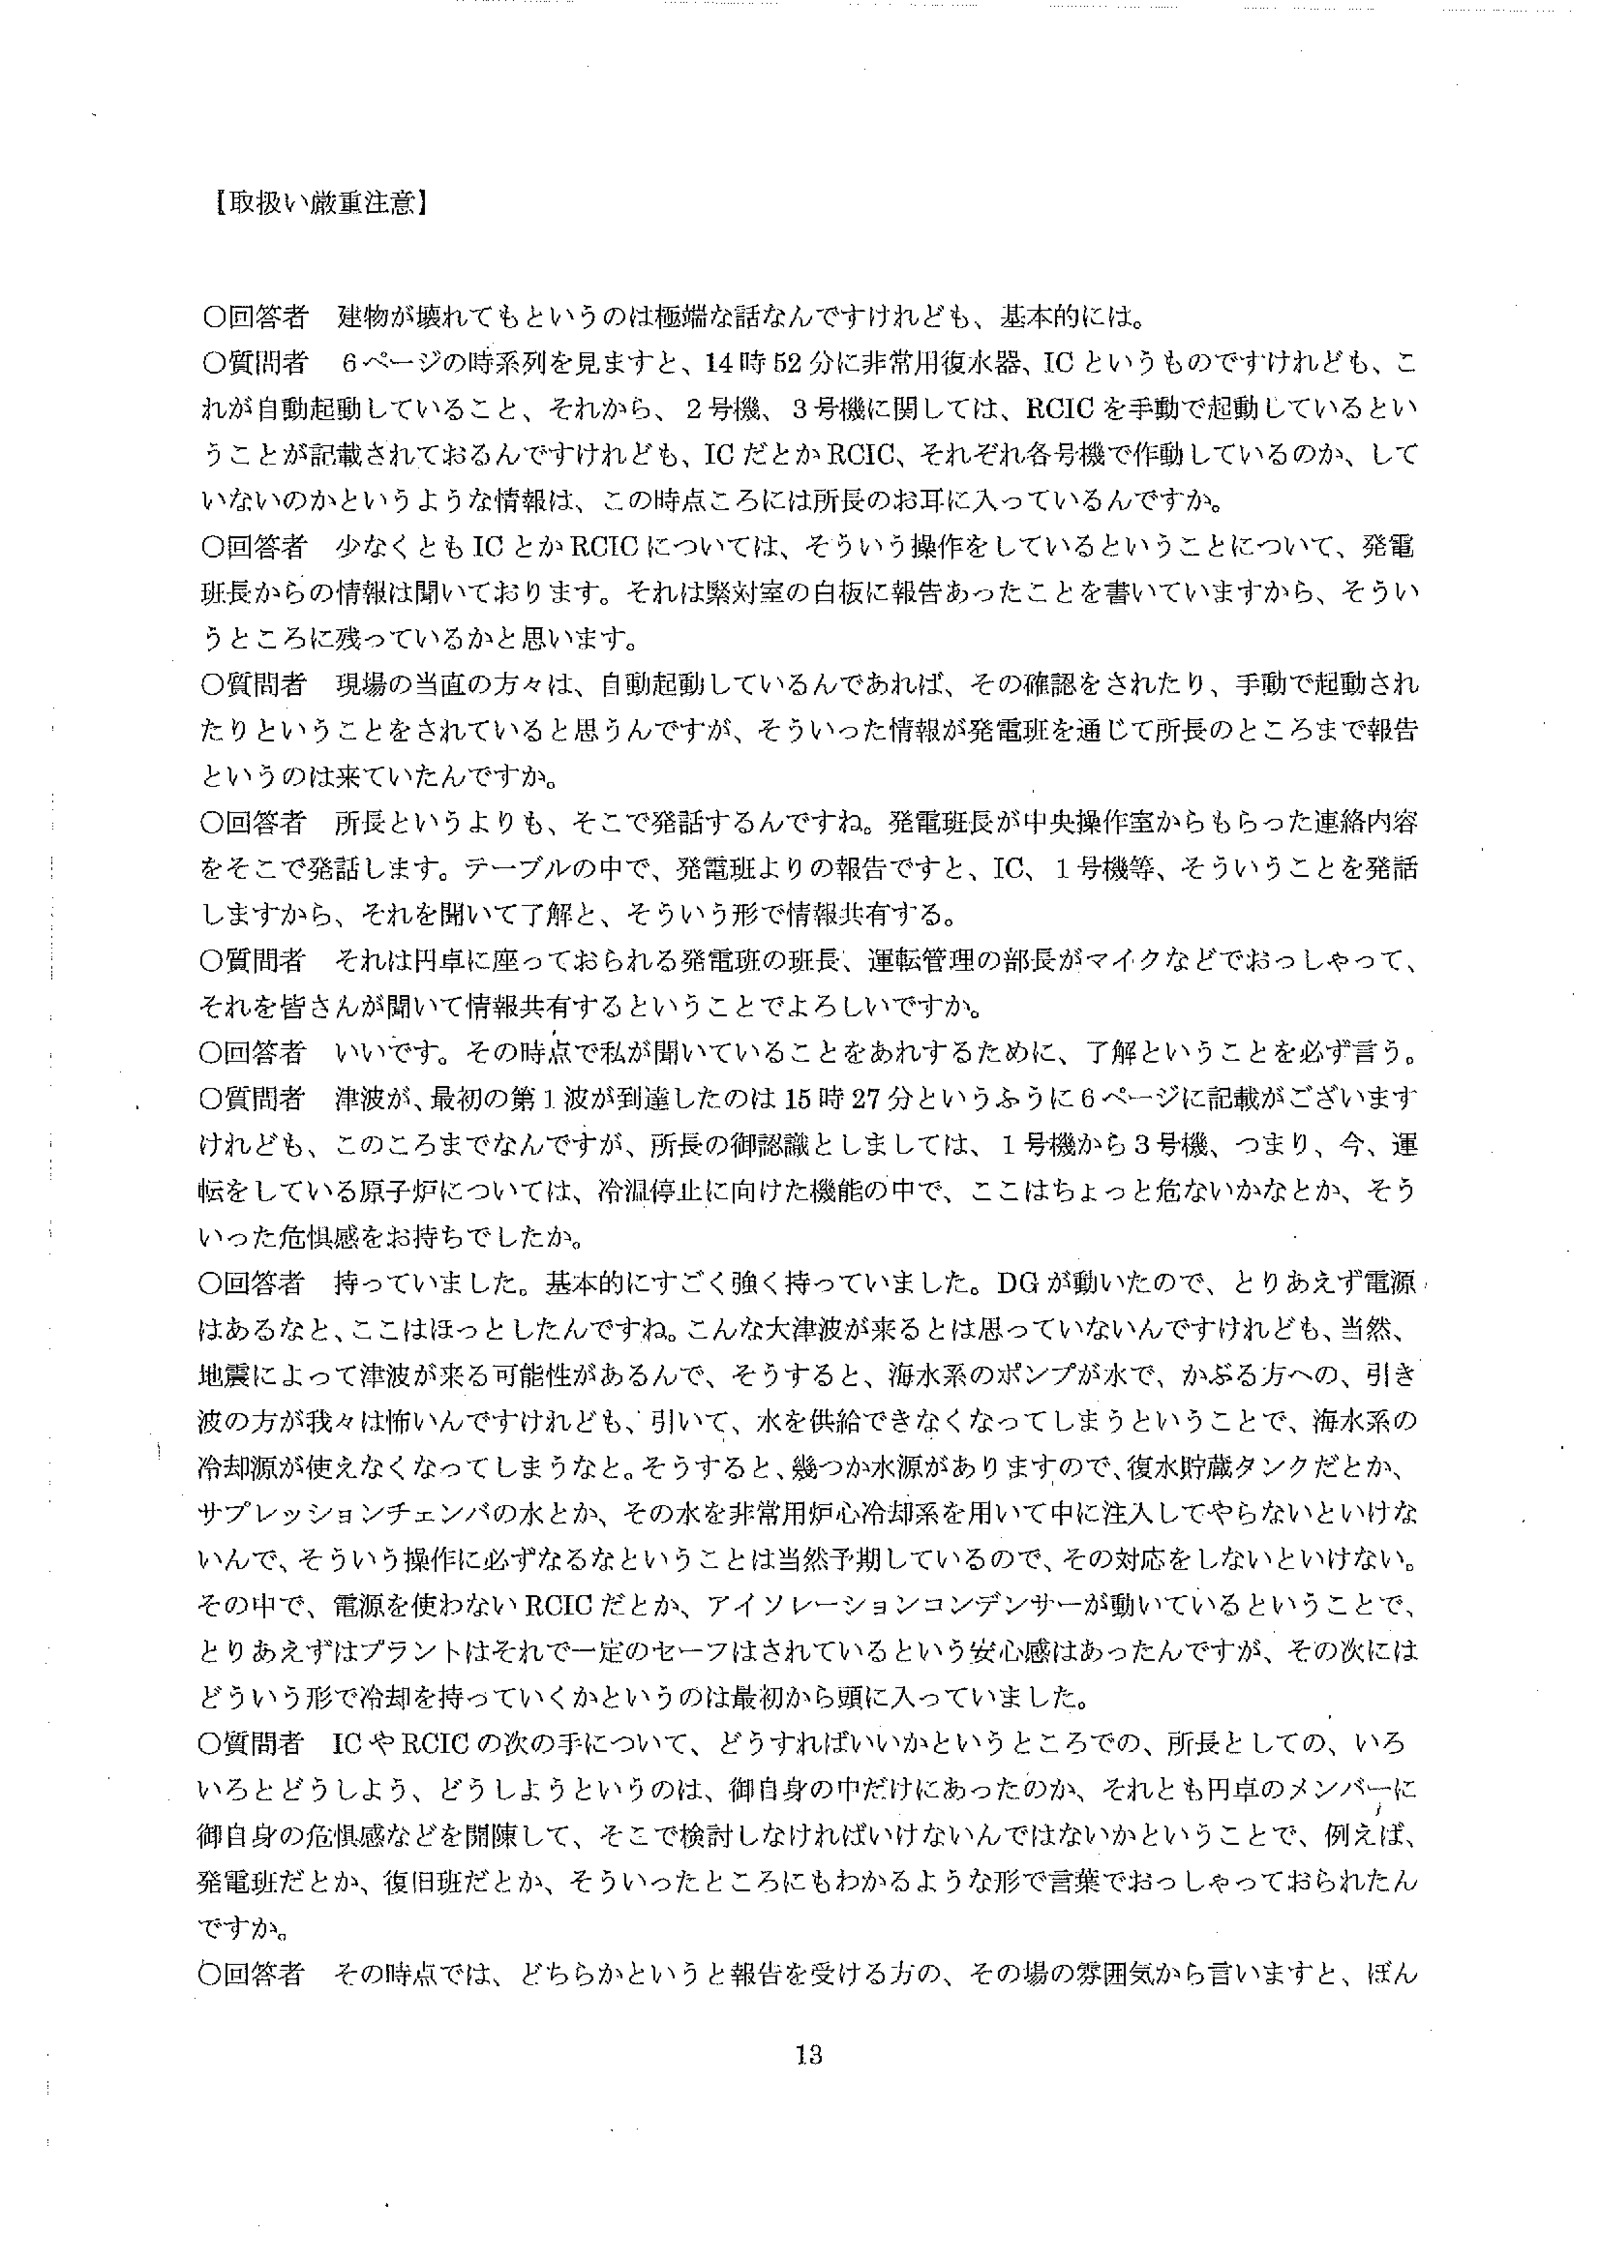 【取扱い厳重注意】
○回答者　建物が壊れてもというのは極端な話なんですけれども、基本的には。
○質問者　6ページの時系列を見ますと、14時52分に非常用復水器、ICというものですけれども、こ
れが自動起動していること、それから、２号機、３号機に関しては、RCICを手動で起動しているとい
うことが記載されておるんですけれども、ICだとかRCIC、それぞれ各号機で作動しているのか、して
いないのかというような情報は、この時点ころには所長のお耳に入っているんですか。
○回答者　少なくともICとかRCICについては、そういう操作をしているということについて、発電
班長からの情報は聞いております。それは緊対室の白板に報告あったことを書いていますから、そうい
うところに残っているかと思います。
○質問者　現場の当直の方々は、自動起動しているんであれば、その確認をされたり、手動で起動され
たりということをされていると思うんですが、そういった情報が発電班を通じて所長のところまで報告
というのは来ていたんですか。
○回答者　所長というよりも、そこで発話するんですね。発電班長が中央操作室からもらった連絡内容
をそこで発話します。テーブルの中で、発電班よりの報告ですと、IC、１号機等、そういうことを発話
しますから、それを聞いて了解と、そういう形で情報共有する。
○質問者　それは円卓に座っておられる発電班の班長、運転管理の部長がマイクなどでおっしゃって、
それを皆さんが聞いて情報共有するということでよろしいですか。
○回答者　いいです。その時点で私が聞いていることをあれするために、了解ということを必ず言う。
○質問者　津波が、最初の第１波が到達したのは15時27分というふうに6ページに記載がございます
けれども、このころまでなんですが、所長の御認識としましては、１号機から３号機、つまり、今、運
転をしている原子炉については、冷温停止に向けた機能の中で、ここはちょっと危ないかなとか、そう
いった危惧感をお持ちでしたか。
○回答者　持っていました。基本的にすごく強く持っていました。DGが動いたので、とりあえず電源
はあるなと、ここはほっとしたんですね。こんな大津波が来るとは思っていないんですけれども、当然、
地震によって津波が来る可能性があるんで、そうすると、海水系のポンプが水で、かぶる方への、引き
波の方が我々は怖いんですけれども、引いて、水を供給できなくなってしまうということで、海水系の
冷却源が使えなくなってしまうなと。そうすると、幾つか水源がありますので、復水貯蔵タンクだとか、
サプレッションチェンバの水とか、その水を非常用炉心冷却系を用いて中に注入してやらないといけな
いんで、そういう操作に必ずなるなということは当然予期しているので、その対応をしないといけない。
その中で、電源を使わないRCICだとか、アイソレーションコンデンサーが動いているということで、
とりあえずはプラントはそれで一定のセーフはされているという安心感はあったんですが、その次には
どういう形で冷却を持っていくかというのは最初から頭に入っていました。
○質問者　ICやRCICの次の手について、どうすればいいかというところでの、所長としての、いろ
いろとどうしよう、どうしようというのは、御自身の中だけにあったのか、それとも円卓のメンバーに
御自身の危惧感などを開陳して、そこで検討しなければいけないんではないかということで、例えば、
発電班だとか、復旧班だとか、そういったところにもわかるような形で言葉でおっしゃっておられたん
ですか。
○回答者　その時点では、どちらかというと報告を受ける方の、その場の雰囲気から言いますと、ぼん
13